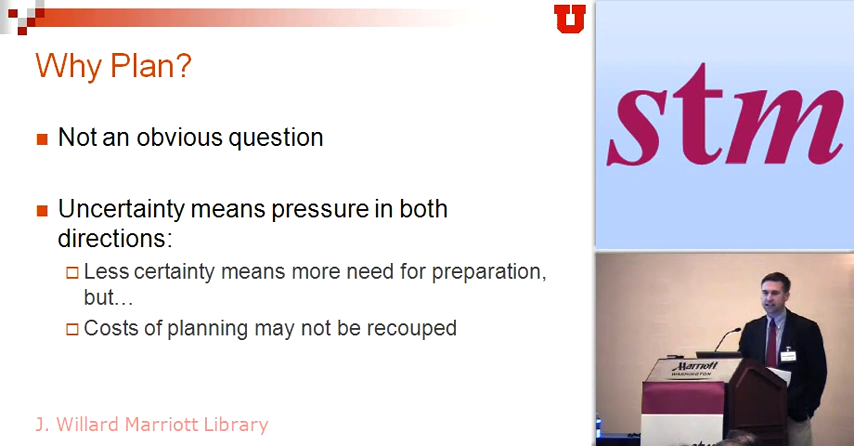 U
Why Plan?
Not an obvious question
Uncertainty means pressure in both
directions:
Less certainty means more need for preparation,
but…
Costs of planning may not be recouped
J. Willard Marriott Library
stm
Marriott
WASHINGTON